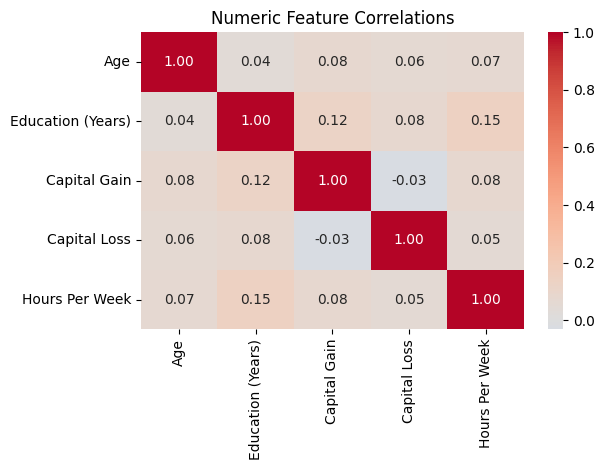 Numeric Feature Correlations
Age 1.00 0.04 0.08 0.06 0.07
Education (Years) 0.04 1.00 0.12 0.08 0.15
Capital Gain 0.08 0.12 1.00 -0.03 0.08
Capital Loss 0.06 0.08 -0.03 1.00 0.05
Hours Per Week 0.07 0.15 0.08 0.05 1.00
Age
Education (Years)
Capital Gain
Capital Loss
Hours Per Week
1.0
0.8
0.6
0.4
0.2
0.0